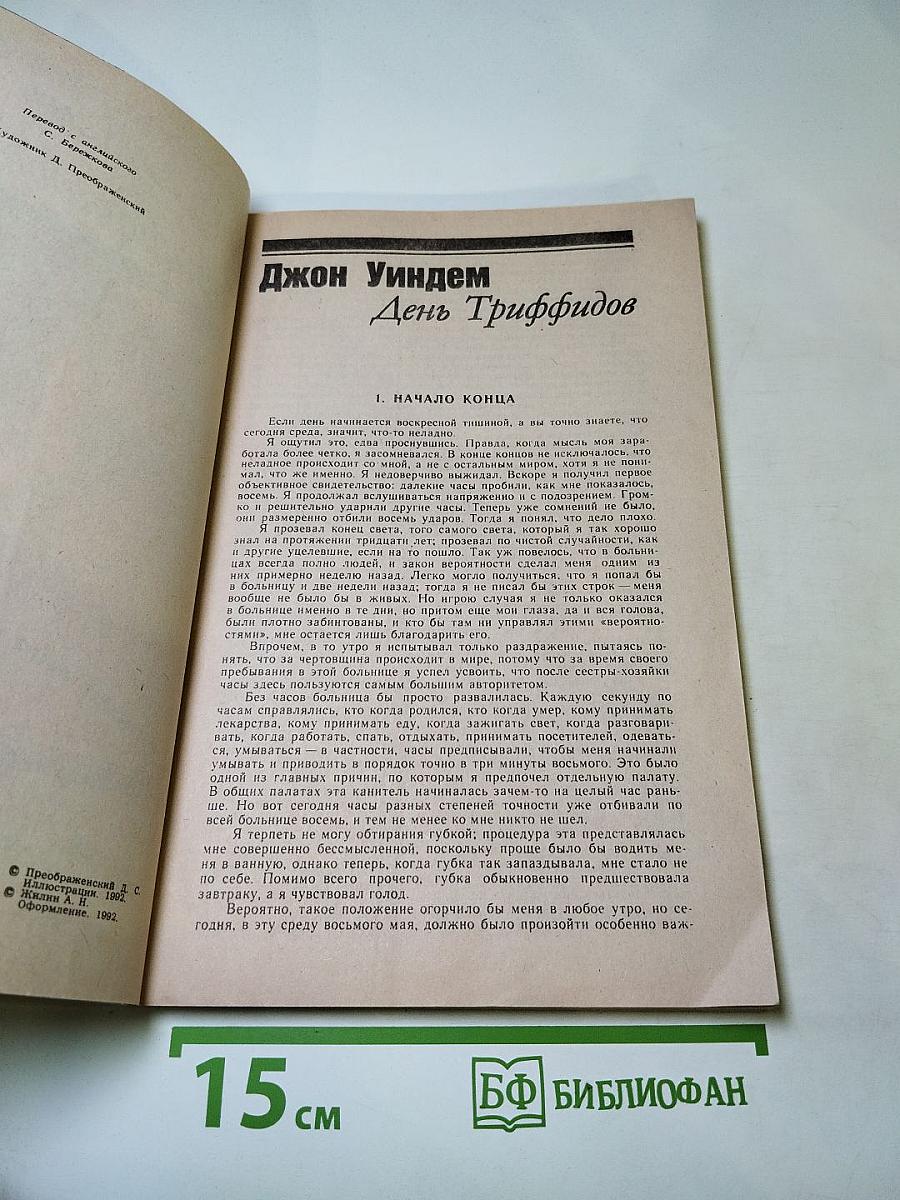 Перевод с английского
С. Бережкова
Художник Д. Преображенский
© Преображенский Д. С.
Иллюстрации. 1992.
© Жилин А. Н.
Оформление. 1992.
Джон Уиндем
День Триффидов
1. НАЧАЛО КОНЦА
Если день начинается воскресной тишиной, а вы точно знаете, что
сегодня среда, значит, что-то неладно.
Я ощутил это, едва проснувшись. Правда, когда мысль моя зара-
ботала более четко, я засомневался. В конце концов не исключалось, что
неладное происходит со мной, а не с остальным миром, хотя я не пони-
мал, что же именно. Я недоверчиво выжидал. Вскоре я получил первое
объективное свидетельство: далекие часы пробили, как мне показалось,
восемь. Я продолжал вслушиваться напряженно и с подозрением. Гром-
ко и решительно ударили другие часы. Теперь уже сомнений не было,
они размеренно отбили восемь ударов. Тогда я понял, что дело плохо.
Я прозевал конец света, того самого света, который я так хорошо
знал на протяжении тридцати лет; прозевал по чистой случайности, как
и другие уцелевшие, если на то пошло. Так уж повелось, что в больни-
цах всегда полно людей, и закон вероятности сделал меня одним из
них примерно неделю назад. Легко могло получиться, что я попал бы
в больницу и две недели назад; тогда я не писал бы этих строк — меня
вообще не было бы в живых. Но игрою случая я не только оказался
в больнице именно в те дни, но притом еще мои глаза, да и вся голова,
были плотно забинтованы, и кто бы там ни управлял этими «вероятно-
стями», мне остается лишь благодарить его.
Впрочем, в то утро я испытывал только раздражение, пытаясь по-
нять, что за чертовщина происходит в мире, потому что за время своего
пребывания в этой больнице я успел усвоить, что после сестры-хозяйки
часы здесь пользуются самым большим авторитетом.
Без часов больница бы просто развалилась. Каждую секунду по
часам справлялись, кто когда родился, кто когда умер, кому принимать
лекарства, кому принимать еду, когда зажигать свет, когда разговари-
вать, когда работать, спать, отдыхать, принимать посетителей, одевать-
ся, умываться — в частности, часы предписывали, чтобы меня начинали
умывать и приводить в порядок точно в три минуты восьмого. Это было
одной из главных причин, по которым я предпочел отдельную палату.
В общих палатах эта канитель начиналась зачем-то на целый час рань-
ше. Но вот сегодня часы разных степеней точности уже отбивали по
всей больнице восемь, и тем не менее ко мне никто не шел.
Я терпеть не могу обтирания губкой; процедура эта представлялась
мне совершенно бессмысленной, поскольку проще было бы водить ме-
ня в ванную, однако теперь, когда губка так запаздывала, мне стало не
по себе. Помимо всего прочего, губка обыкновенно предшествовала
завтраку, а я чувствовал голод.
Вероятно, такое положение огорчило бы меня в любое утро, но се-
годня, в эту среду восьмого мая, должно было произойти особенно важ-
15 см
БФ БИБЛИОФАН